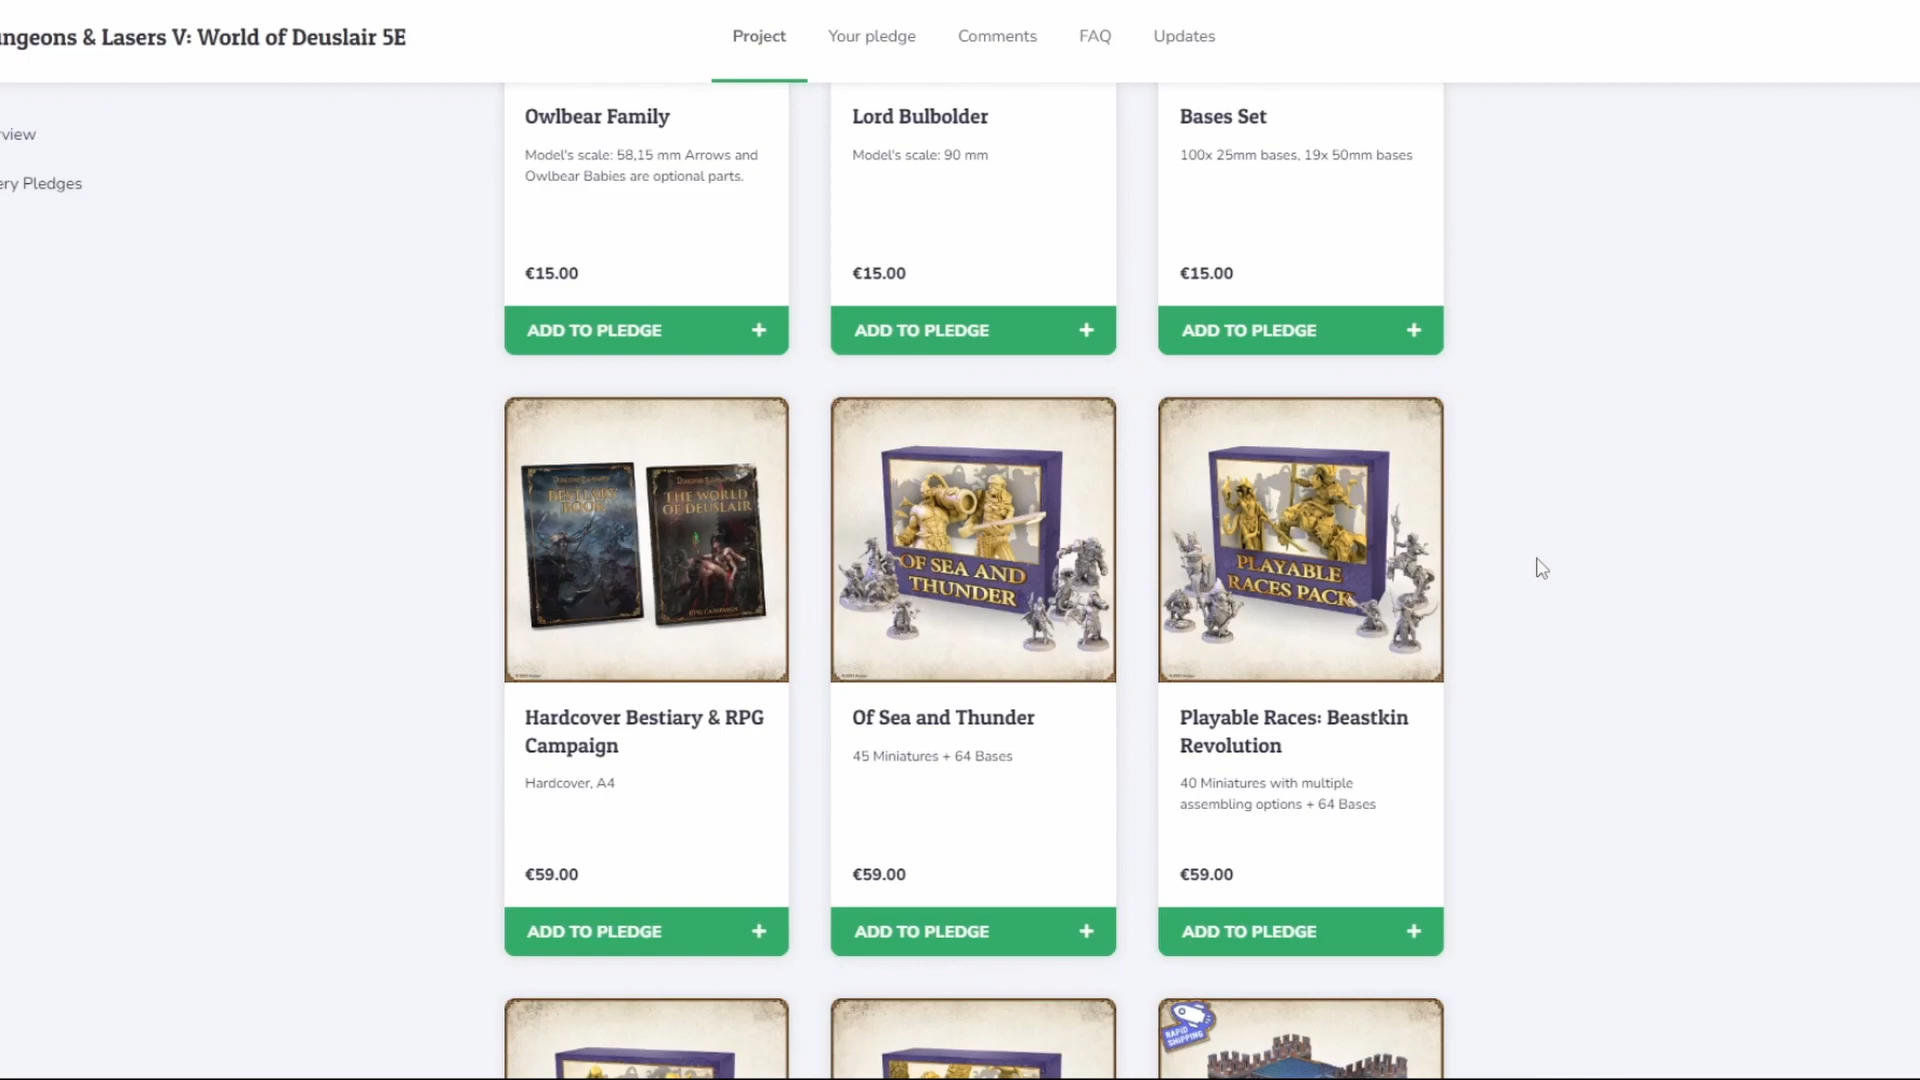 ngeons & Lasers V: World of Deuslair 5E
Project
Your pledge
Comments
FAQ
Updates
view
ery Pledges
Owlbear Family
Model's scale: 58,15 mm Arrows and
Owlbear Babies are optional parts.
€15.00
ADD TO PLEDGE +
Lord Bulbolder
Model's scale: 90 mm
€15.00
ADD TO PLEDGE +
Bases Set
100x 25mm bases, 19x 50mm bases
€15.00
ADD TO PLEDGE +
BESTIARY
BOOK
THE WORLD
OF DEUSLAIR
RPG CAMPAIGN
Hardcover Bestiary & RPG
Campaign
Hardcover, A4
€59.00
ADD TO PLEDGE +
OF SEA AND
THUNDER
Of Sea and Thunder
45 Miniatures + 64 Bases
€59.00
ADD TO PLEDGE +
PLAYABLE
RACES PACK
Playable Races: Beastkin
Revolution
40 Miniatures with multiple
assembling options + 64 Bases
€59.00
ADD TO PLEDGE +
RAPID
SHIPPING